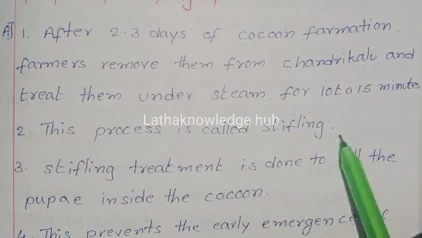 A] 1. After 2-3 days of cocoon farmation,
farmers remove them from chandrikalu and
treat them under steam for 10 to 15 minutes
Lathaknowledge hub
2. This process is called stifling.
3. stifling treatment is done to the
pupae inside the cocoon.
4. This prevents the early emergence